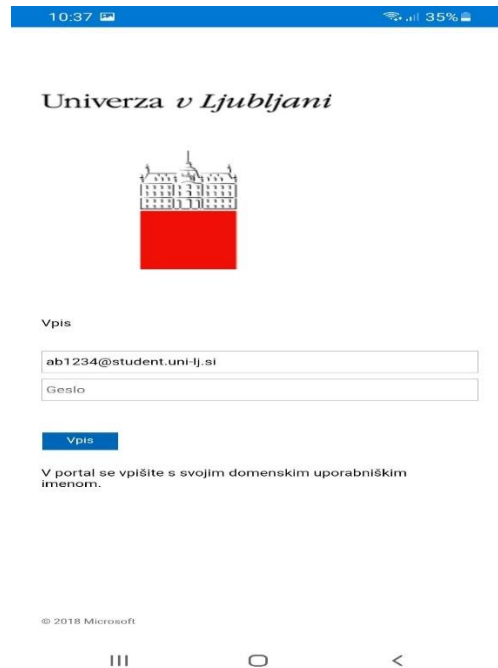 10:37 35%
Univerza v Ljubljani
Vpis
ab1234@student.uni-lj.si
Geslo
Vpis
V portal se vpišite s svojim domenskim uporabniškim
imenom.
© 2018 Microsoft